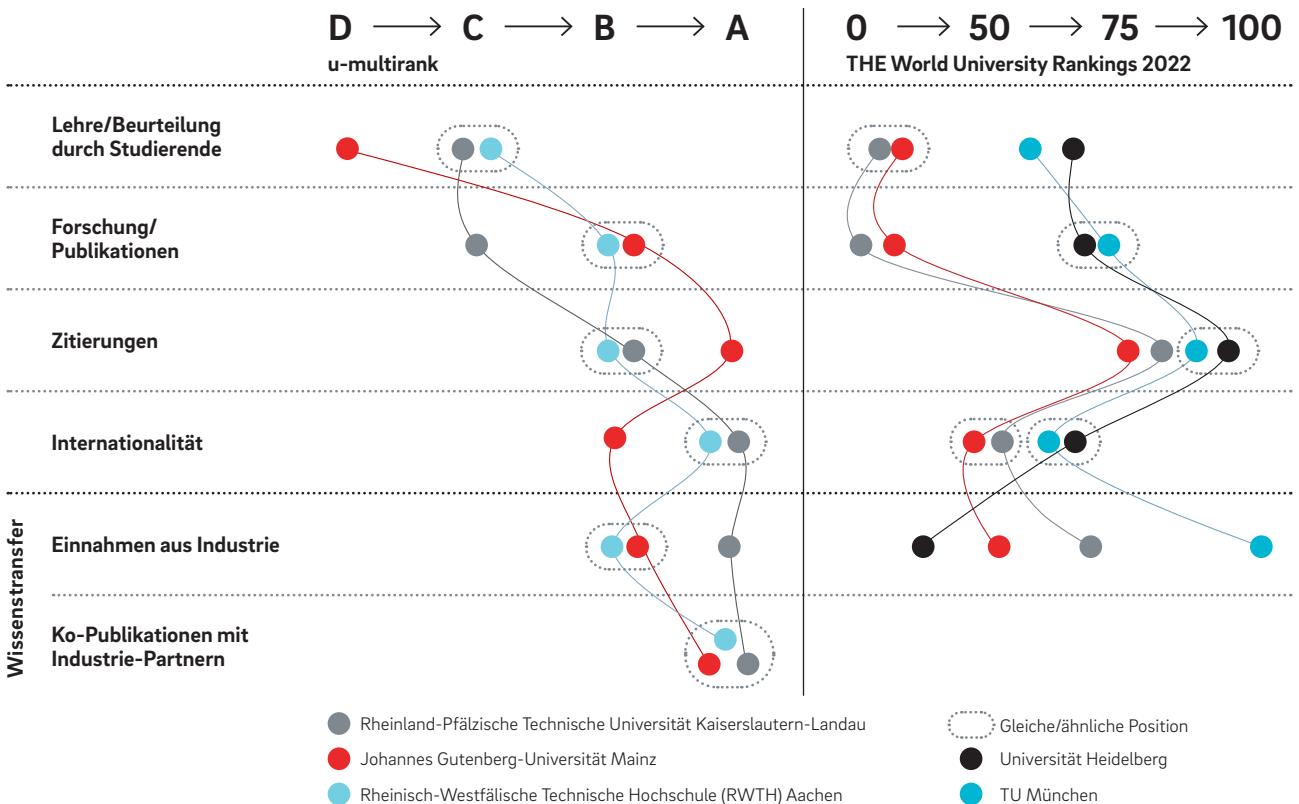 D → C → B → A
u-multirank
0 → 50 → 75 → 100
THE World University Rankings 2022
Lehre/Beurteilung
durch Studierende
Forschung/
Publikationen
Zitierungen
Internationalität
Wissenstransfer
Einnahmen aus Industrie
Ko-Publikationen mit
Industrie-Partnern
Rheinland-Pfälzische Technische Universität Kaiserslautern-Landau
Johannes Gutenberg-Universität Mainz
Rheinisch-Westfälische Technische Hochschule (RWTH) Aachen
Gleiche/ähnliche Position
Universität Heidelberg
TU München